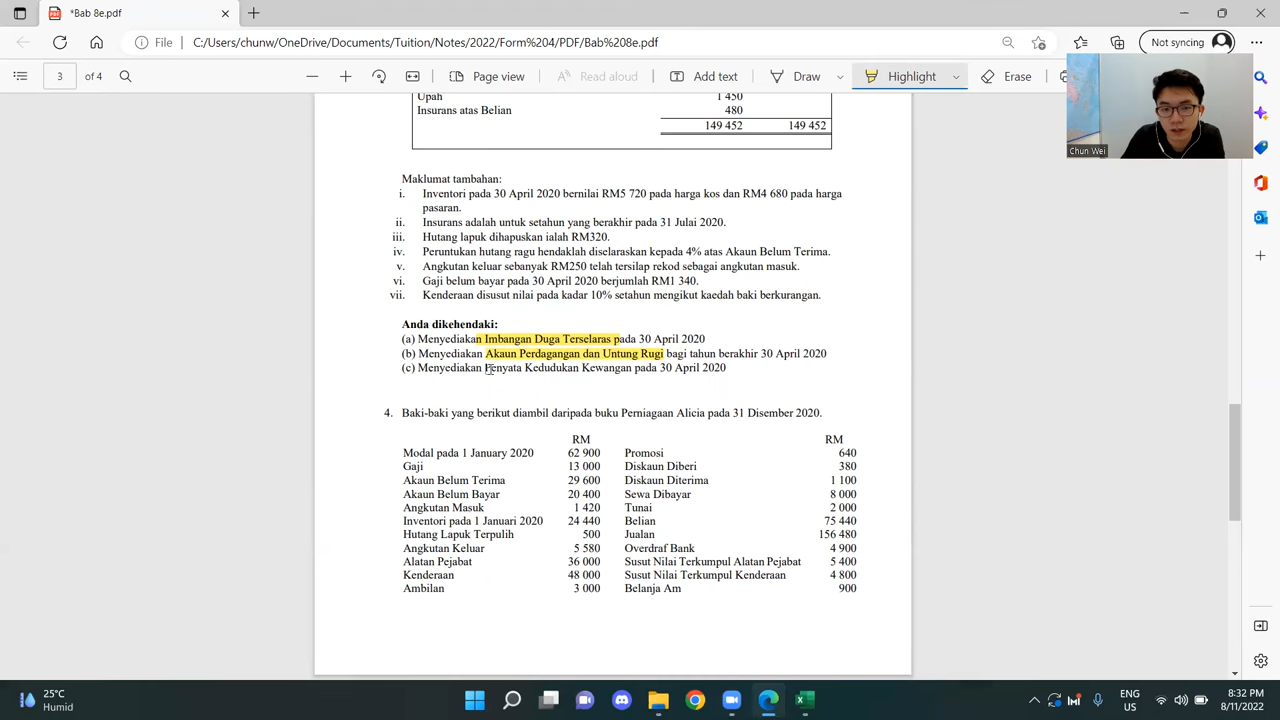 *Bab 8e.pdf
Not syncing
File
C:/Users/chunw/OneDrive/Documents/Tuition/Notes/2022/Form%204/PDF/Bab%208e.pdf
3 of 4
Page view
Read aloud
Add text
Draw
Highlight
Erase
Chun Wei
Upah 1 450
Insurans atas Belian 480
149 452 149 452
Maklumat tambahan:
i. Inventori pada 30 April 2020 bernilai RM5 720 pada harga kos dan RM4 680 pada harga
pasaran.
ii. Insurans adalah untuk setahun yang berakhir pada 31 Julai 2020.
iii. Hutang lapuk dihapuskan ialah RM320.
iv. Peruntukan hutang ragu hendaklah diselaraskan kepada 4% atas Akaun Belum Terima.
v. Angkutan keluar sebanyak RM250 telah tersilap rekod sebagai angkutan masuk.
vi. Gaji belum bayar pada 30 April 2020 berjumlah RM1 340.
vii. Kenderaan disusut nilai pada kadar 10% setahun mengikut kaedah baki berkurangan.
Anda dikehendaki:
(a) Menyediakan Imbangan Duga Terselaras pada 30 April 2020
(b) Menyediakan Akaun Perdagangan dan Untung Rugi bagi tahun berakhir 30 April 2020
(c) Menyediakan Penyata Kedudukan Kewangan pada 30 April 2020
4. Baki-baki yang berikut diambil daripada buku Perniagaan Alicia pada 31 Disember 2020.
RM RM
Modal pada 1 January 2020 62 900 Promosi 640
Gaji 13 000 Diskaun Diberi 380
Akaun Belum Terima 29 600 Diskaun Diterima 1 100
Akaun Belum Bayar 20 400 Sewa Dibayar 8 000
Angkutan Masuk 1 420 Tunai 2 000
Inventori pada 1 Januari 2020 24 440 Belian 75 440
Hutang Lapuk Terpulih 500 Jualan 156 480
Angkutan Keluar 5 580 Overdraf Bank 4 900
Alatan Pejabat 36 000 Susut Nilai Terkumpul Alatan Pejabat 5 400
Kenderaan 48 000 Susut Nilai Terkumpul Kenderaan 4 800
Ambilan 3 000 Belanja Am 900
25°C
Humid
ENG
US
8:32 PM
8/11/2022